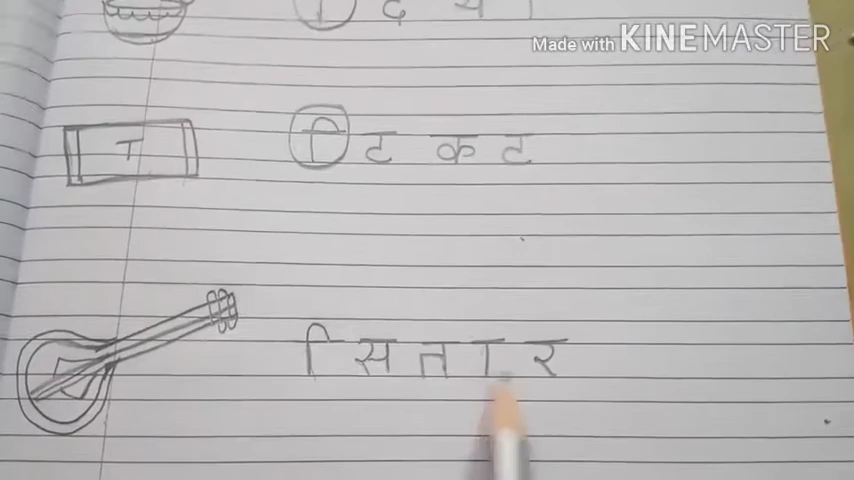 Made with KINEMASTER
ि द य ा
T
ि ट क ट
ि स त ा र